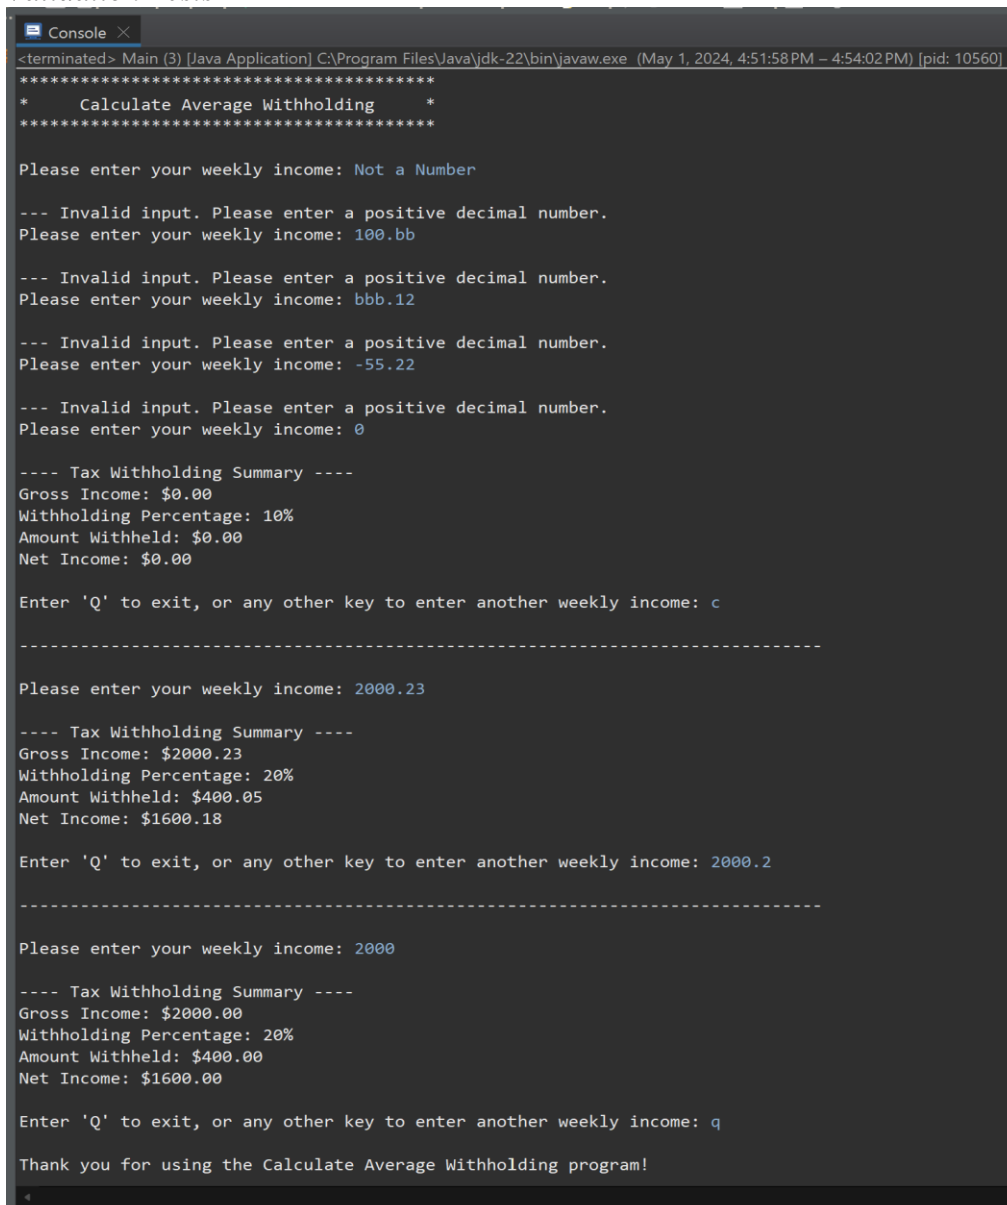 Console
<terminated> Main (3) [Java Application] C:\Program Files\Java\jdk-22\bin\javaw.exe (May 1, 2024, 4:51:58 PM – 4:54:02 PM) [pid: 10560]
*****************************************
*     Calculate Average Withholding     *
*****************************************
Please enter your weekly income: Not a Number
--- Invalid input. Please enter a positive decimal number.
Please enter your weekly income: 100.bb
--- Invalid input. Please enter a positive decimal number.
Please enter your weekly income: bbb.12
--- Invalid input. Please enter a positive decimal number.
Please enter your weekly income: -55.22
--- Invalid input. Please enter a positive decimal number.
Please enter your weekly income: 0
---- Tax Withholding Summary ----
Gross Income: $0.00
Withholding Percentage: 10%
Amount Withheld: $0.00
Net Income: $0.00
Enter 'Q' to exit, or any other key to enter another weekly income: c
-------------------------------------------------------------------------------
Please enter your weekly income: 2000.23
---- Tax Withholding Summary ----
Gross Income: $2000.23
Withholding Percentage: 20%
Amount Withheld: $400.05
Net Income: $1600.18
Enter 'Q' to exit, or any other key to enter another weekly income: 2000.2
-------------------------------------------------------------------------------
Please enter your weekly income: 2000
---- Tax Withholding Summary ----
Gross Income: $2000.00
Withholding Percentage: 20%
Amount Withheld: $400.00
Net Income: $1600.00
Enter 'Q' to exit, or any other key to enter another weekly income: q
Thank you for using the Calculate Average Withholding program!